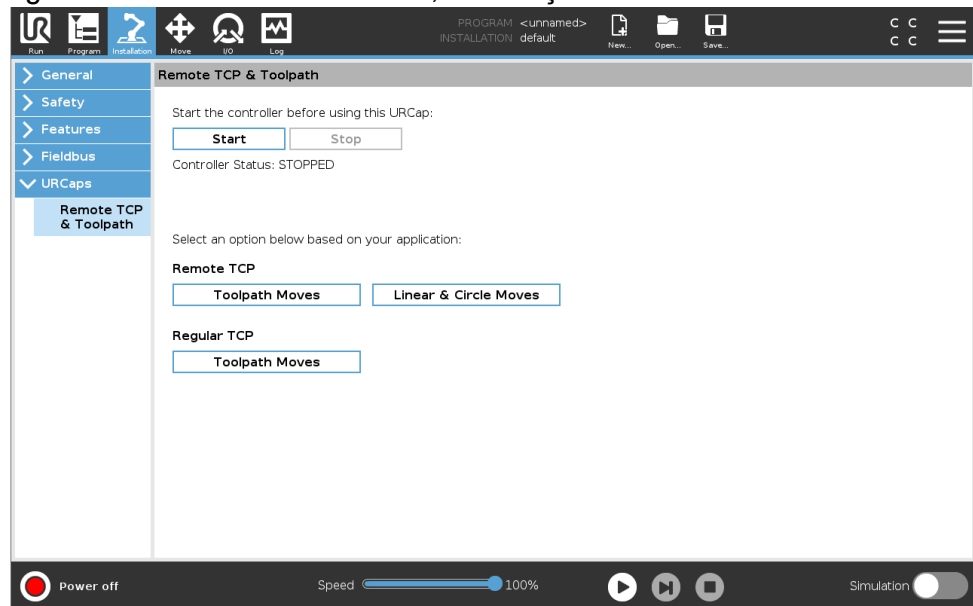 PROGRAM <unnamed>
INSTALLATION default
UR
Run
Program
Installation
Move
I/O
Log
New...
Open...
Save...
C C
C C
General
Safety
Features
Fieldbus
URCaps
Remote TCP
& Toolpath
Remote TCP & Toolpath
Start the controller before using this URCap:
Start
Stop
Controller Status: STOPPED
Select an option below based on your application:
Remote TCP
Toolpath Moves
Linear & Circle Moves
Regular TCP
Toolpath Moves
Power off
Speed
100%
Simulation